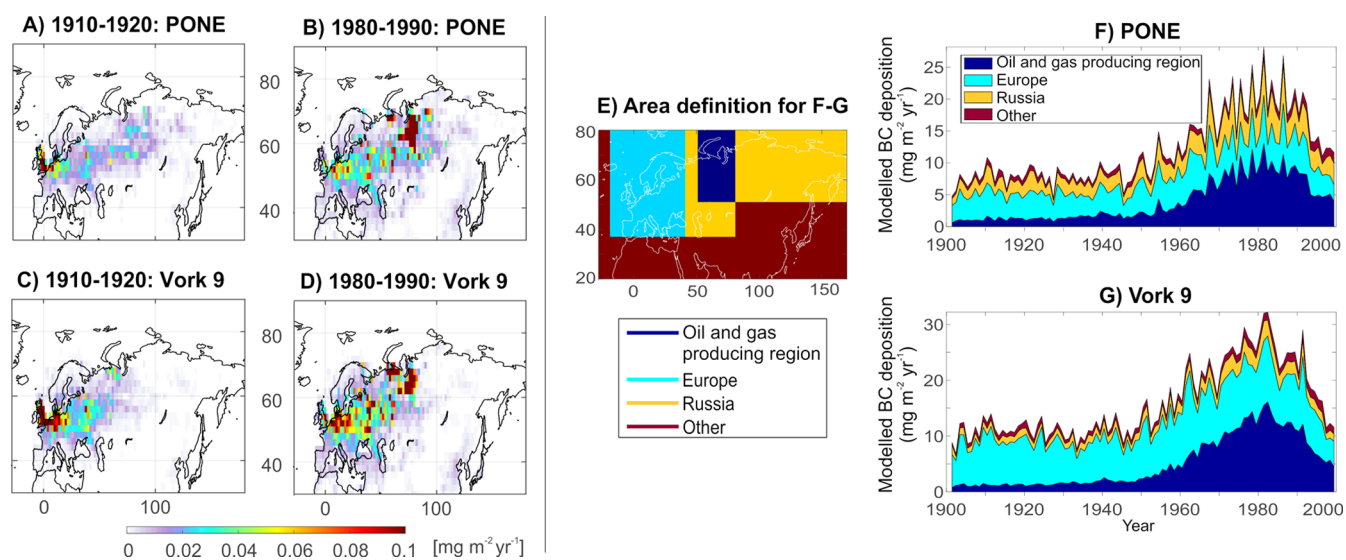 A) 1910-1920: PONE
B) 1980-1990: PONE
80
60
40
C) 1910-1920: Vork 9
D) 1980-1990: Vork 9
80
60
40
0
100
0
100
0
0.02
0.04
0.06
0.08
0.1
[mg m-2 yr-1]
E) Area definition for F-G
80
60
40
20
0
50
100
150
Oil and gas
producing region
Europe
Russia
Other
F) PONE
Modelled BC deposition
(mg m-2 yr-1)
25
20
15
10
5
0
Oil and gas producing region
Europe
Russia
Other
1900
1920
1940
1960
1980
2000
G) Vork 9
Modelled BC deposition
(mg m-2 yr-1)
30
20
10
0
1900
1920
1940
1960
1980
2000
Year